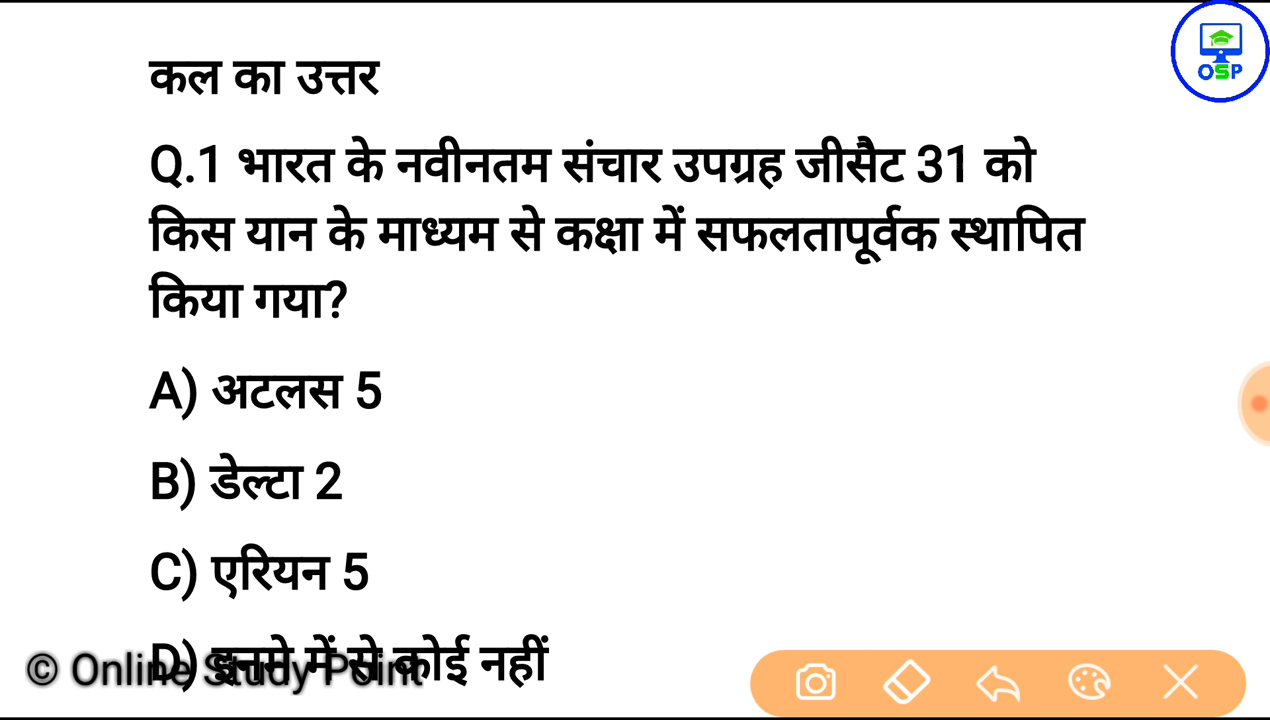 OSP
कल का उत्तर
Q.1 भारत के नवीनतम संचार उपग्रह जीसैट 31 को
किस यान के माध्यम से कक्षा में सफलतापूर्वक स्थापित
किया गया?
A) अटलस 5
B) डेल्टा 2
C) एरियन 5
D) इनमे में से कोई नहीं
© Online Study Point